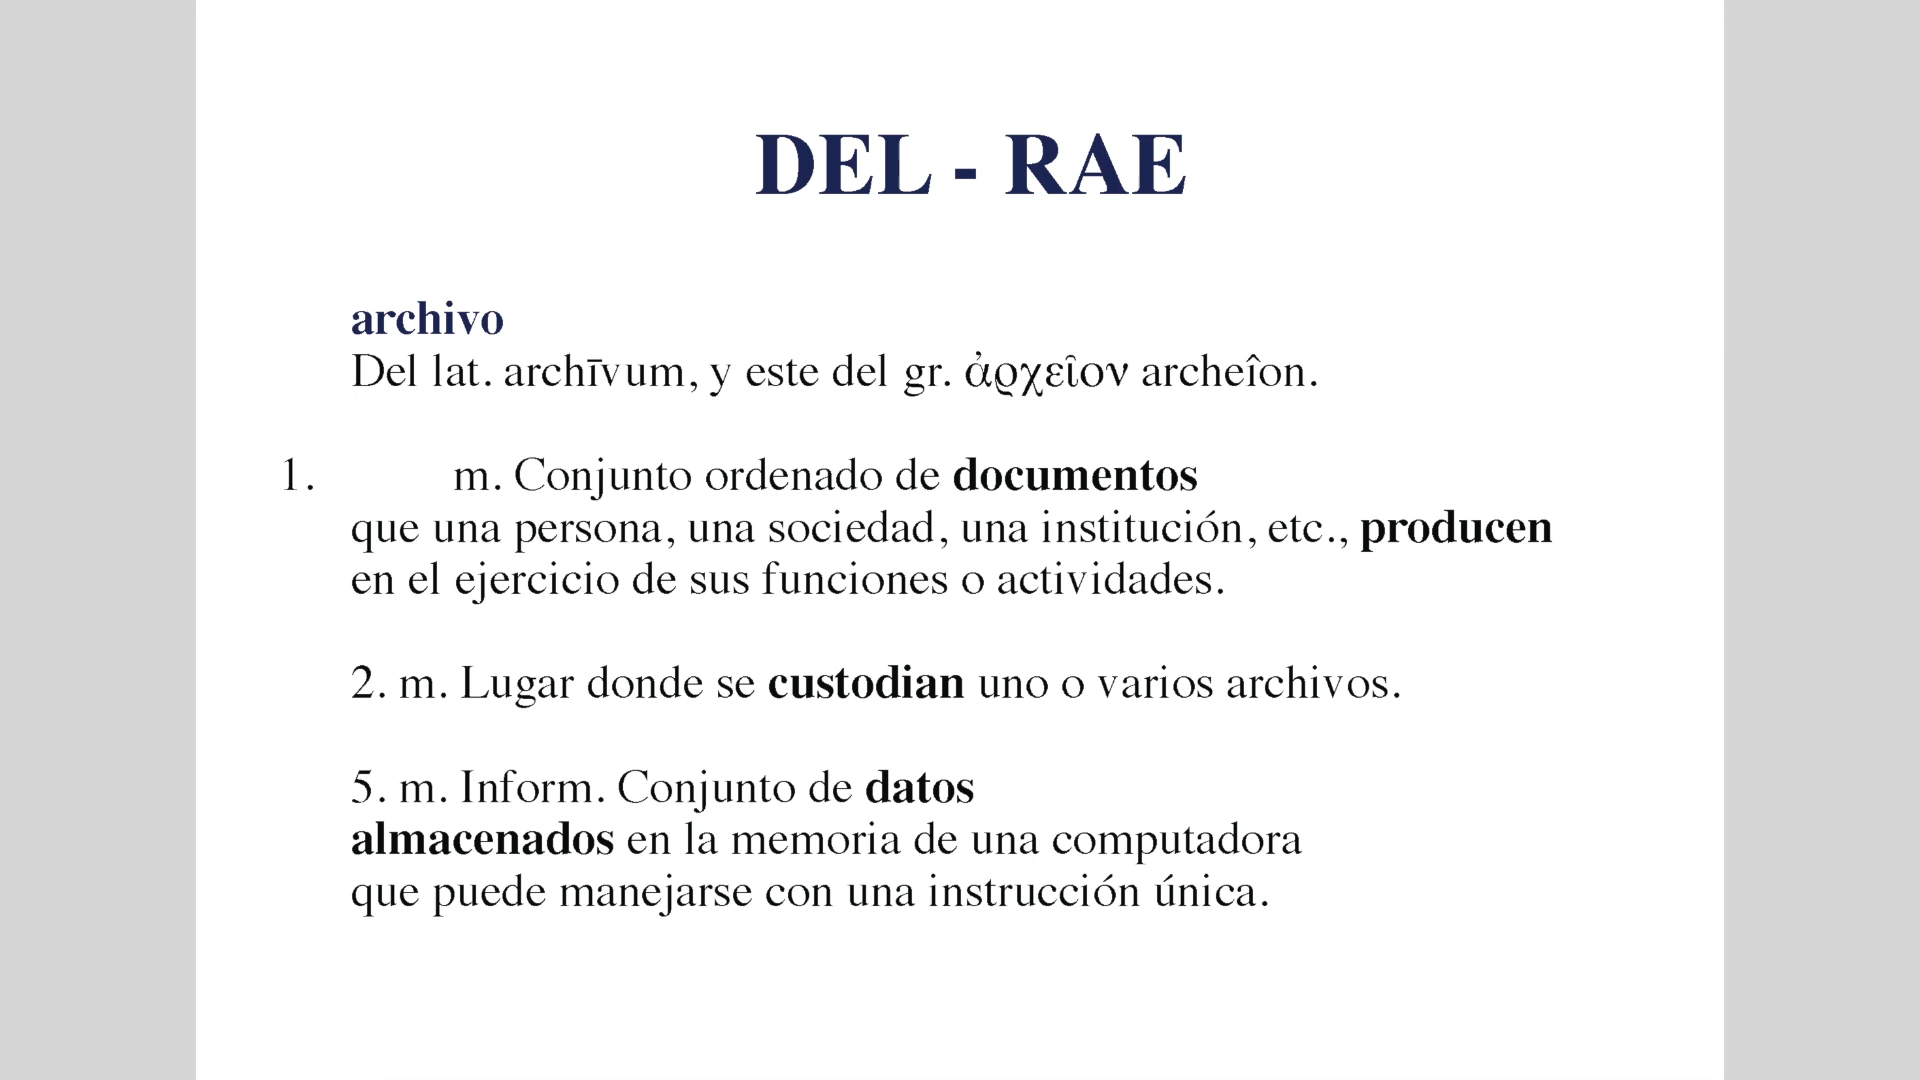 DEL - RAE
archivo
Del lat. archīvum, y este del gr. ἀρχεῖον archeîon.
1. m. Conjunto ordenado de documentos
que una persona, una sociedad, una institución, etc., producen
en el ejercicio de sus funciones o actividades.
2. m. Lugar donde se custodian uno o varios archivos.
5. m. Inform. Conjunto de datos
almacenados en la memoria de una computadora
que puede manejarse con una instrucción única.